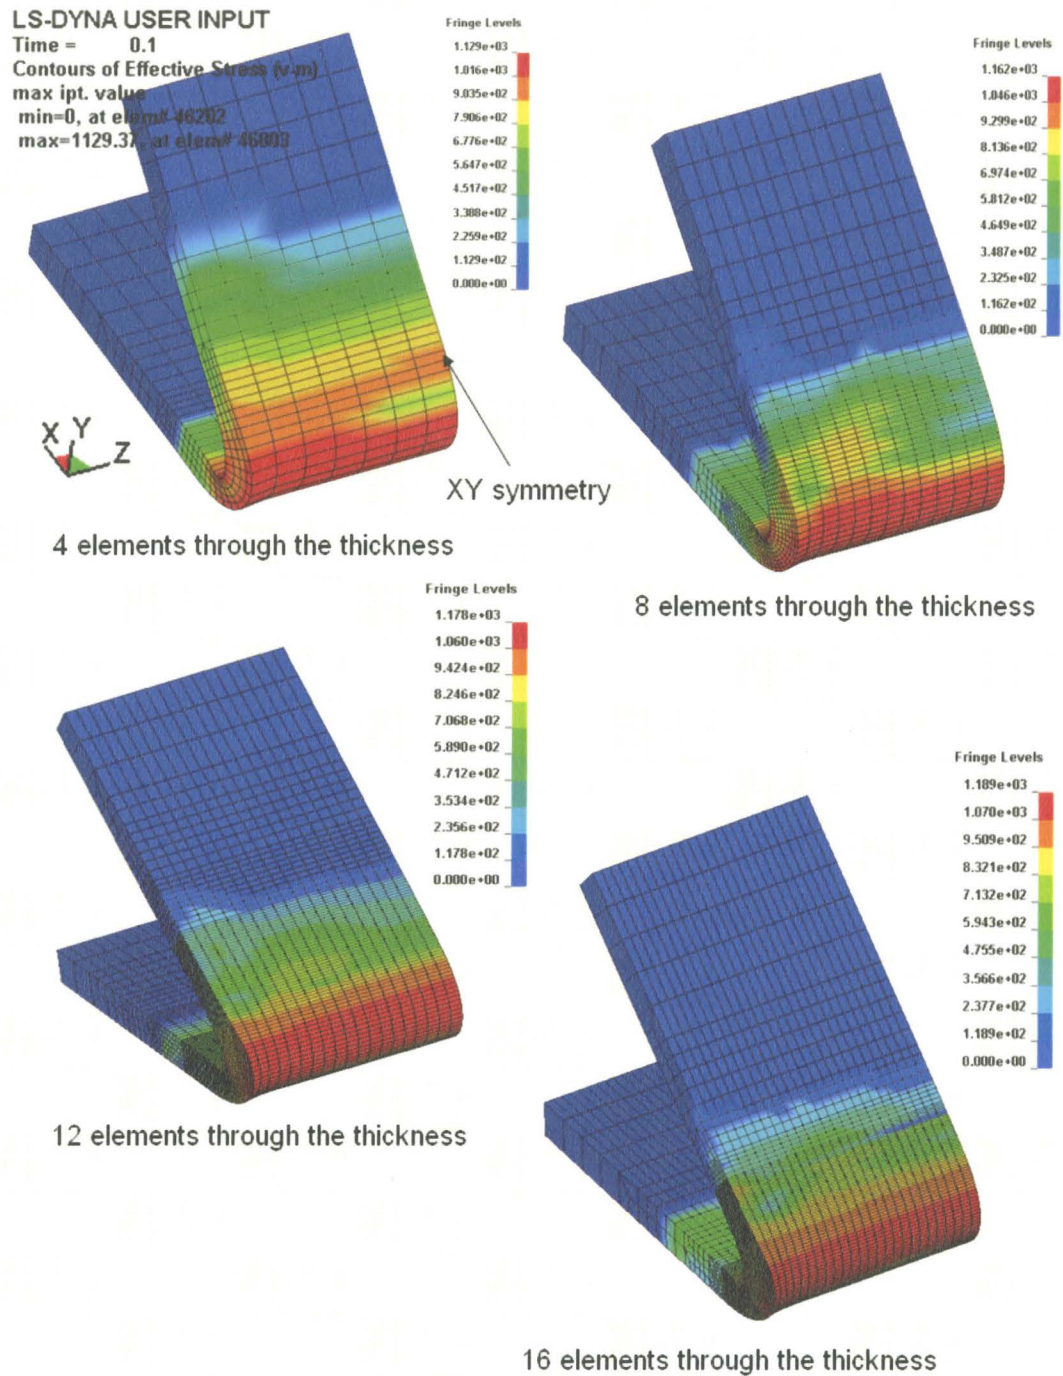 LS-DYNA USER INPUT
Time = 0.1
Contours of Effective Stress (v-m)
max ipt. value
min=0, at elem# 46202
max=1129.37, at elem# 46003
Fringe Levels
1.129e+03
1.016e+03
9.035e+02
7.906e+02
6.776e+02
5.647e+02
4.517e+02
3.388e+02
2.259e+02
1.129e+02
0.000e+00
X Y Z
XY symmetry
4 elements through the thickness
Fringe Levels
1.162e+03
1.046e+03
9.299e+02
8.136e+02
6.974e+02
5.812e+02
4.649e+02
3.487e+02
2.325e+02
1.162e+02
0.000e+00
8 elements through the thickness
Fringe Levels
1.178e+03
1.060e+03
9.424e+02
8.246e+02
7.068e+02
5.890e+02
4.712e+02
3.534e+02
2.356e+02
1.178e+02
0.000e+00
12 elements through the thickness
Fringe Levels
1.189e+03
1.070e+03
9.509e+02
8.321e+02
7.132e+02
5.943e+02
4.755e+02
3.566e+02
2.377e+02
1.189e+02
0.000e+00
16 elements through the thickness